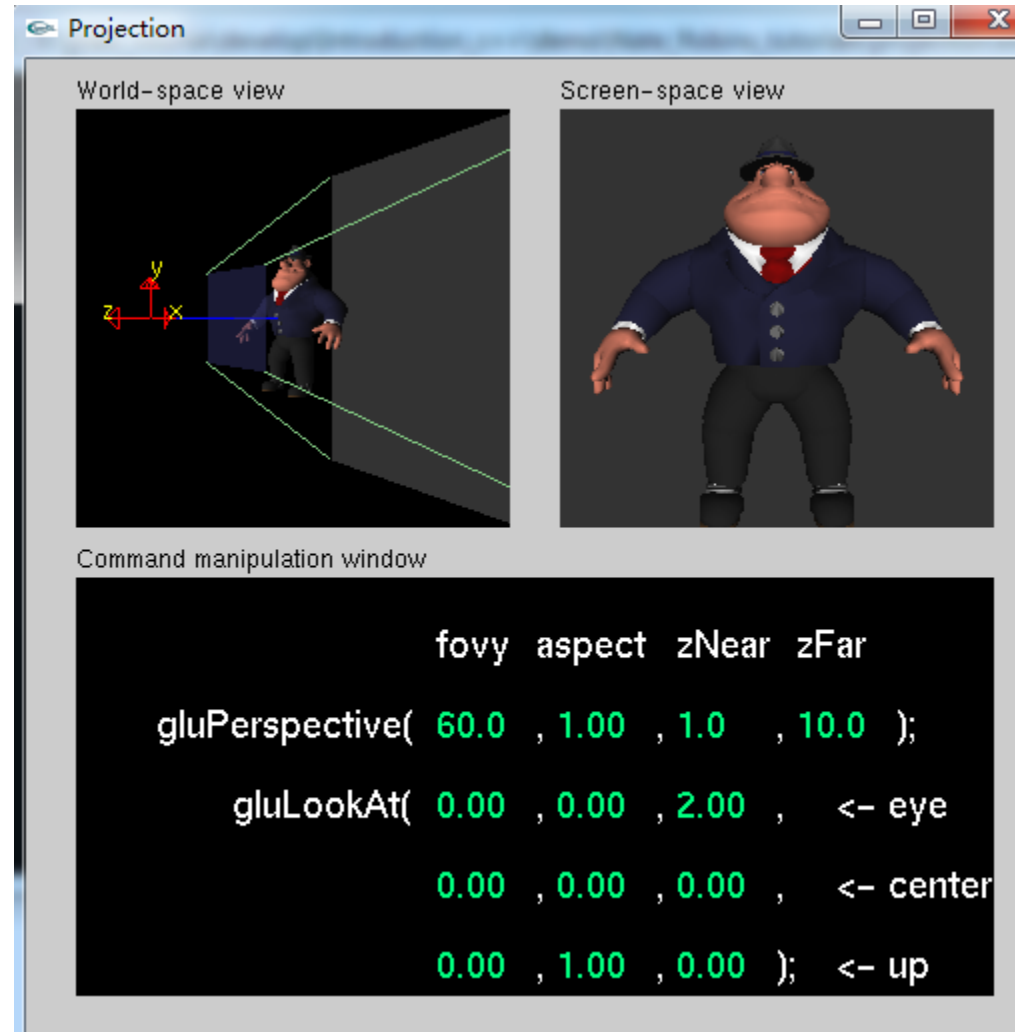 Projection
World-space view
Screen-space view
y
z
x
Command manipulation window
fovy aspect zNear zFar
gluPerspective( 60.0 , 1.00 , 1.0 , 10.0 );
gluLookAt( 0.00 , 0.00 , 2.00 , <- eye
0.00 , 0.00 , 0.00 , <- center
0.00 , 1.00 , 0.00 ); <- up